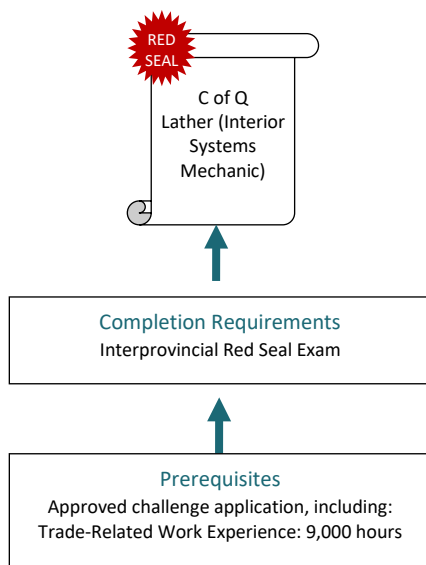 RED
SEAL
C of Q
Lather (Interior
Systems
Mechanic)
Completion Requirements
Interprovincial Red Seal Exam
Prerequisites
Approved challenge application, including:
Trade-Related Work Experience: 9,000 hours